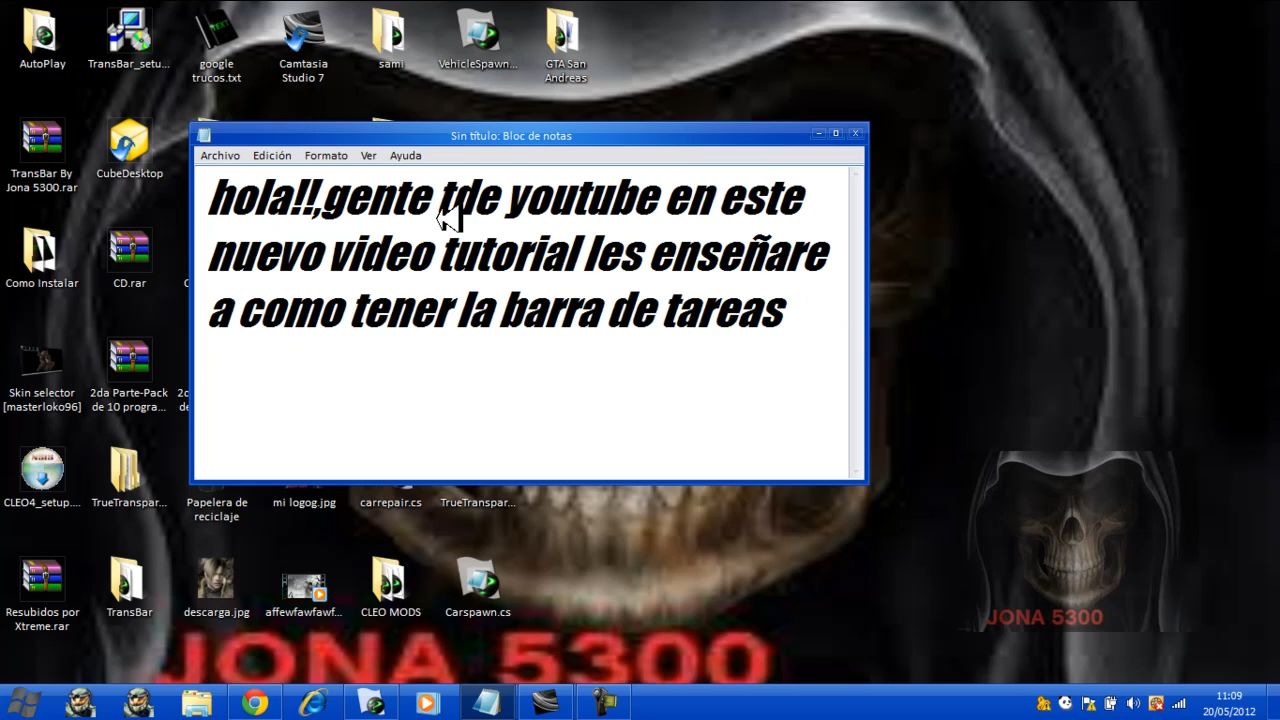 AutoPlay
TransBar_setu...
google
trucos.txt
Camtasia
Studio 7
sami
VehicleSpawn...
GTA San
Andreas
TransBar By
Jona 5300.rar
CubeDesktop
Sin título: Bloc de notas
Archivo Edición Formato Ver Ayuda
hola!!,gente tde youtube en este
nuevo video tutorial les enseñare
a como tener la barra de tareas
Como Instalar
CD.rar
Skin selector
[masterloko96]
2da Parte-Pack
de 10 progra...
CLEO4_setup....
TrueTranspar...
Papelera de
reciclaje
mi logog.jpg
carrepair.cs
TrueTranspar...
Resubidos por
Xtreme.rar
TransBar
descarga.jpg
affewfawfawf...
CLEO MODS
Carspawn.cs
JONA 5300
JONA 5300
11:09
20/05/2012